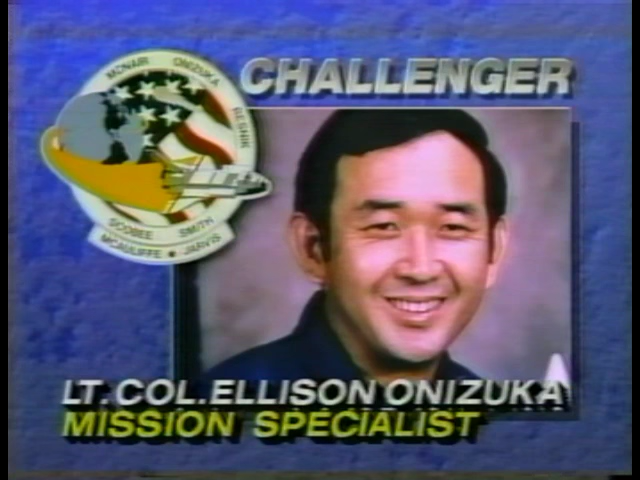 CHALLENGER
MCNAIR ONIZUKA RESNIK
SCOBEE SMITH
MCAULIFFE • JARVIS
LT. COL. ELLISON ONIZUKA
MISSION SPECIALIST